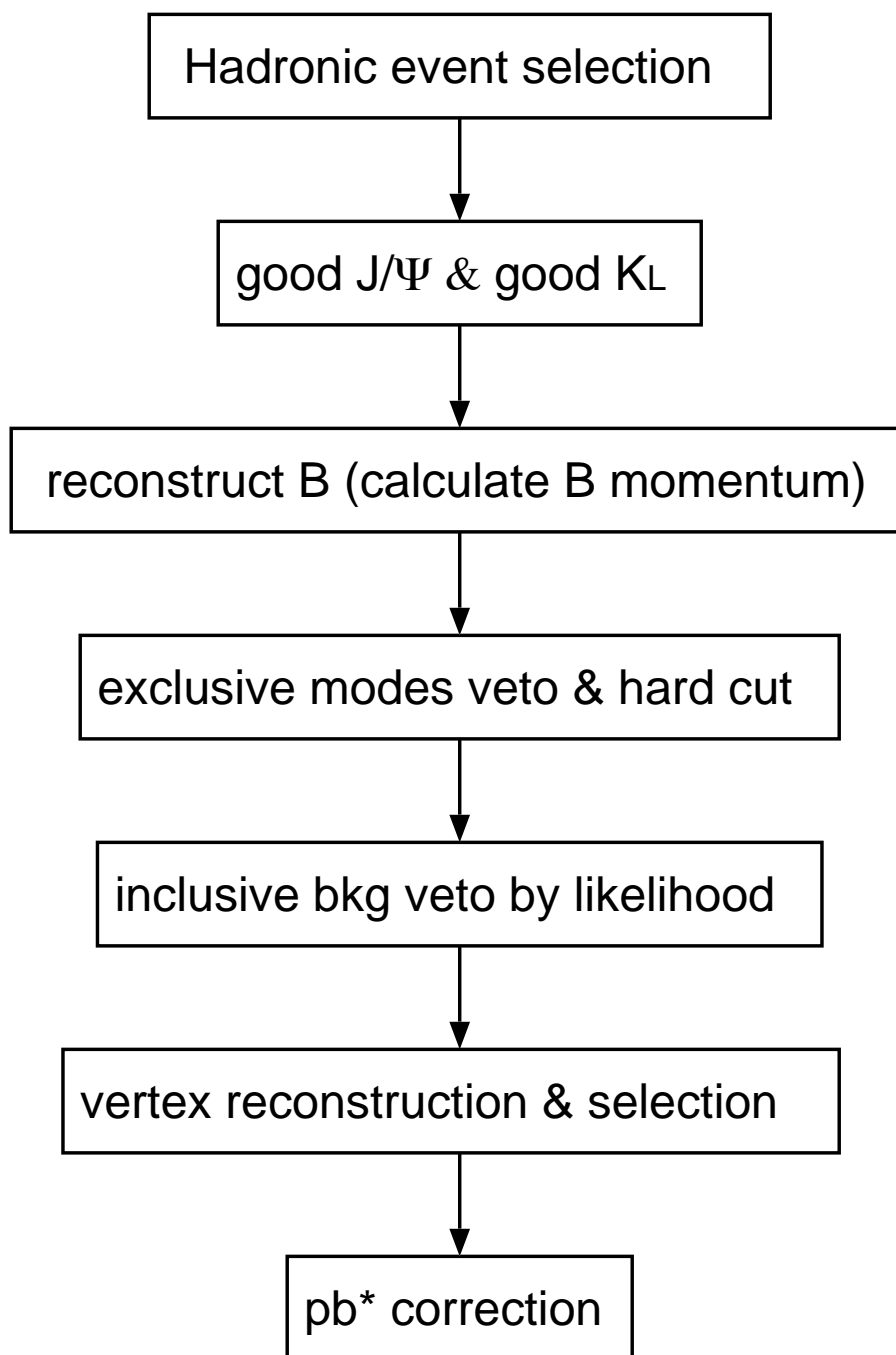 Hadronic event selection
good J/Ψ & good KL
reconstruct B (calculate B momentum)
exclusive modes veto & hard cut
inclusive bkg veto by likelihood
vertex reconstruction & selection
pb* correction